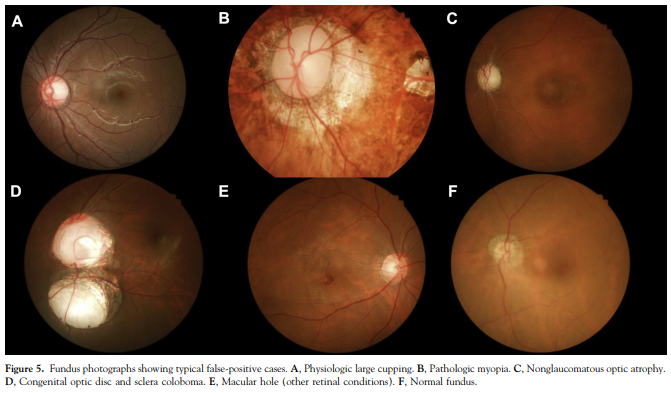 A
B
C
D
E
F
Figure 5. Fundus photographs showing typical false-positive cases. A, Physiologic large cupping. B, Pathologic myopia. C, Nonglaucomatous optic atrophy.
D, Congenital optic disc and sclera coloboma. E, Macular hole (other retinal conditions). F, Normal fundus.